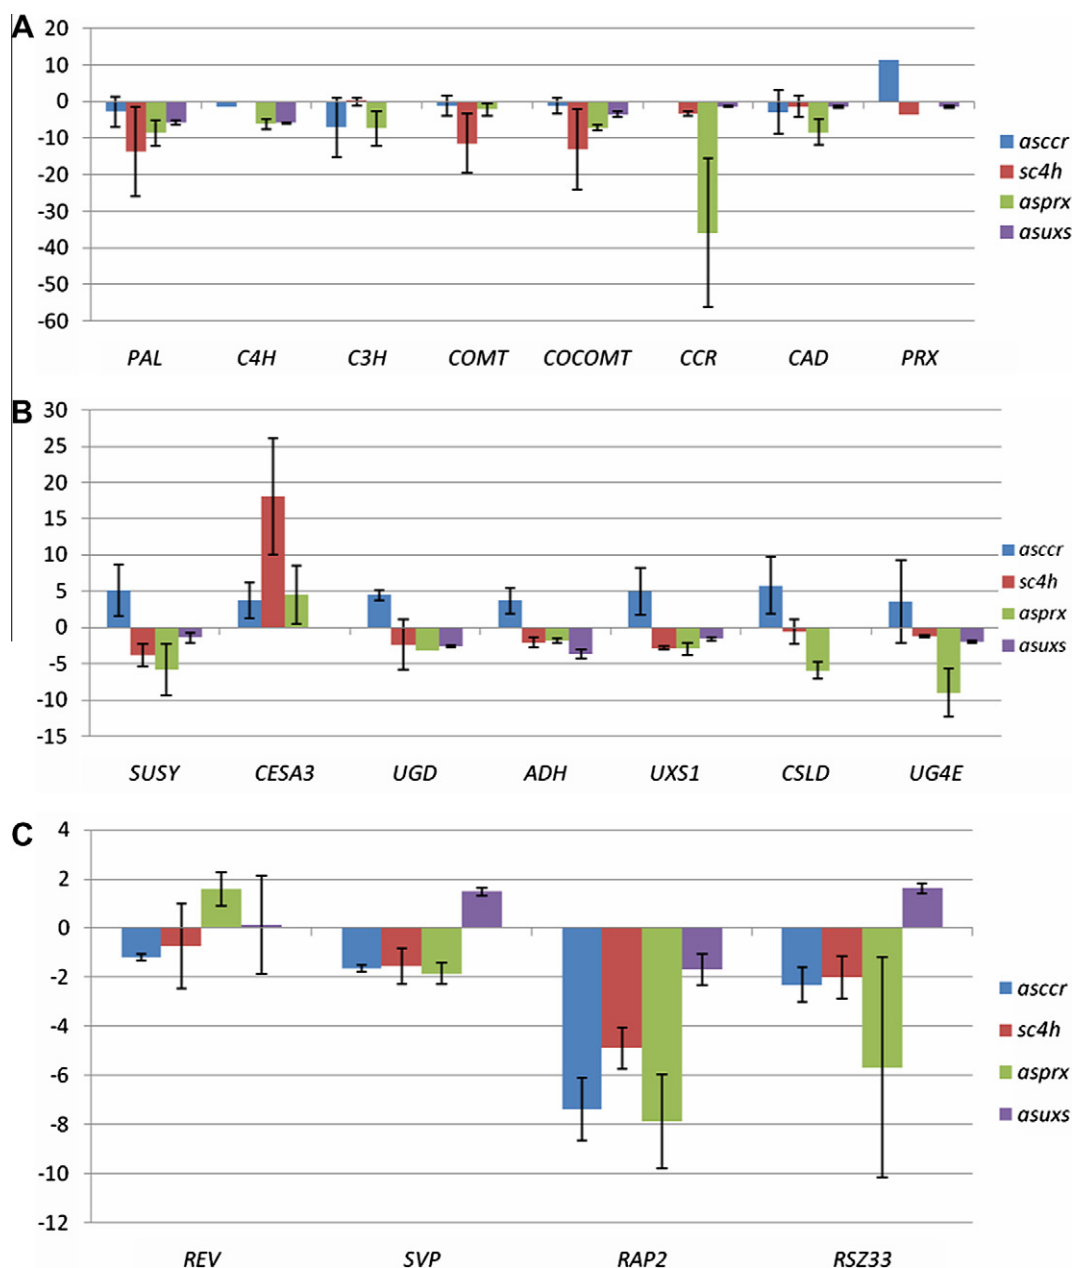 A
20
10
0
-10
-20
-30
-40
-50
-60
asccr
sc4h
asprx
asuxs
PAL C4H C3H COMT COCOMT CCR CAD PRX
B
30
25
20
15
10
5
0
-5
-10
-15
asccr
sc4h
asprx
asuxs
SUSY CESA3 UGD ADH UXS1 CSLD UG4E
C
4
2
0
-2
-4
-6
-8
-10
-12
asccr
sc4h
asprx
asuxs
REV SVP RAP2 RSZ33